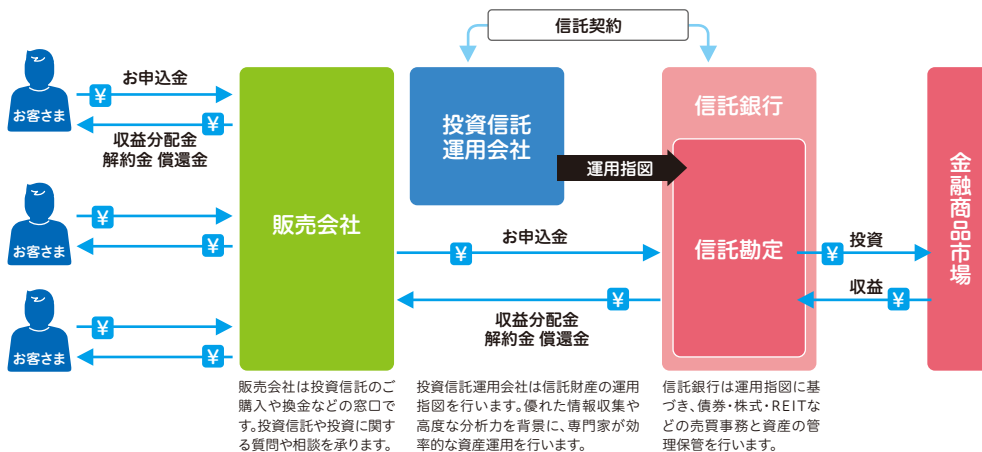 信託契約
お客さま
¥
お申込金
¥
収益分配金
解約金 償還金
お客さま
¥
¥
お客さま
¥
¥
販売会社
投資信託
運用会社
運用指図
信託銀行
信託勘定
¥
お申込金
¥
収益分配金
解約金 償還金
¥
投資
収益
¥
金融商品市場
販売会社は投資信託のご
購入や換金などの窓口で
す。投資信託や投資に関す
る質問や相談を承ります。
投資信託運用会社は信託財産の運用
指図を行います。優れた情報収集や
高度な分析力を背景に、専門家が効
率的な資産運用を行います。
信託銀行は運用指図に基
づき、債券・株式・REITな
どの売買事務と資産の管
理保管を行います。